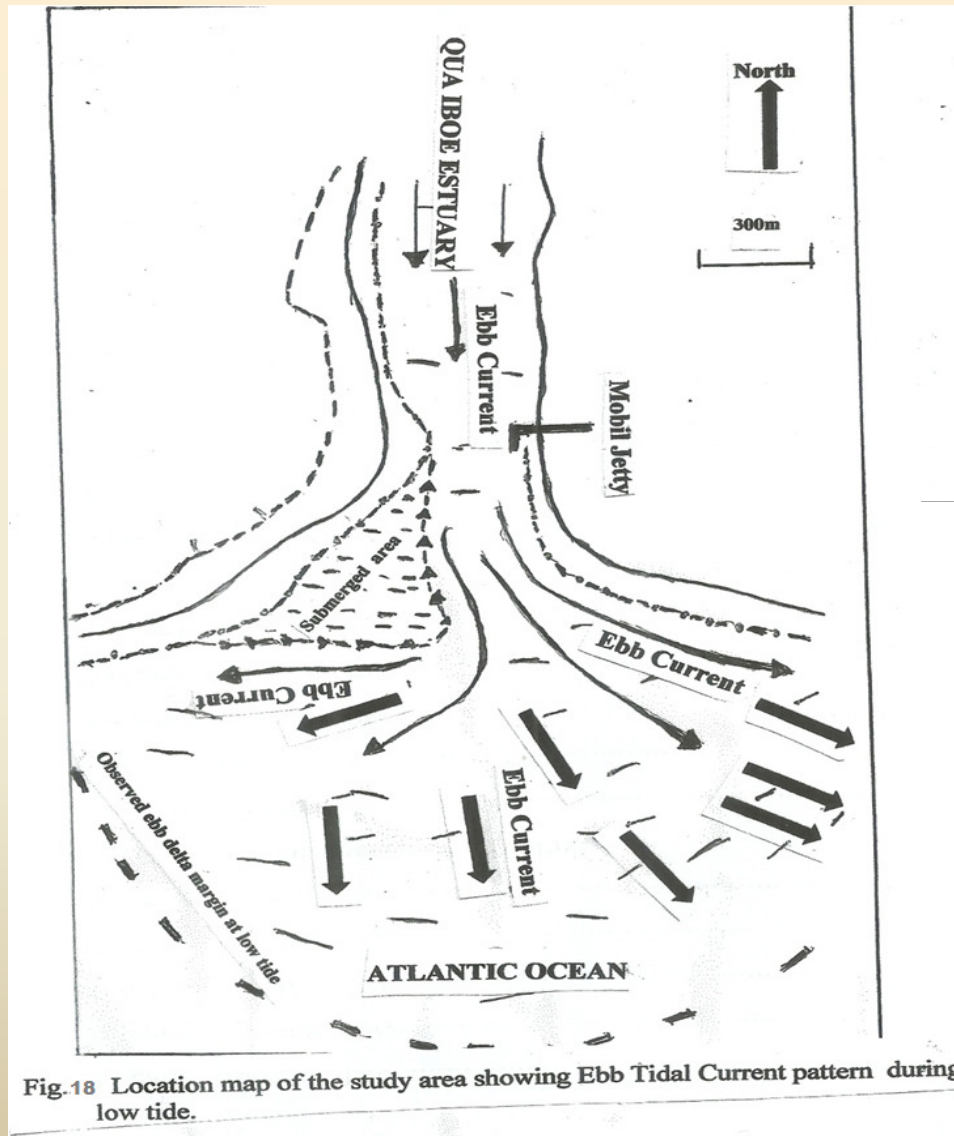 QUA IBOE ESTUARY
North
300m
Ebb Current
Mobil Jetty
Submerged area
Ebb Current
Ebb Current
Observed ebb delta margin at low tide
Ebb Current
ATLANTIC OCEAN
Fig.18 Location map of the study area showing Ebb Tidal Current pattern during
low tide.